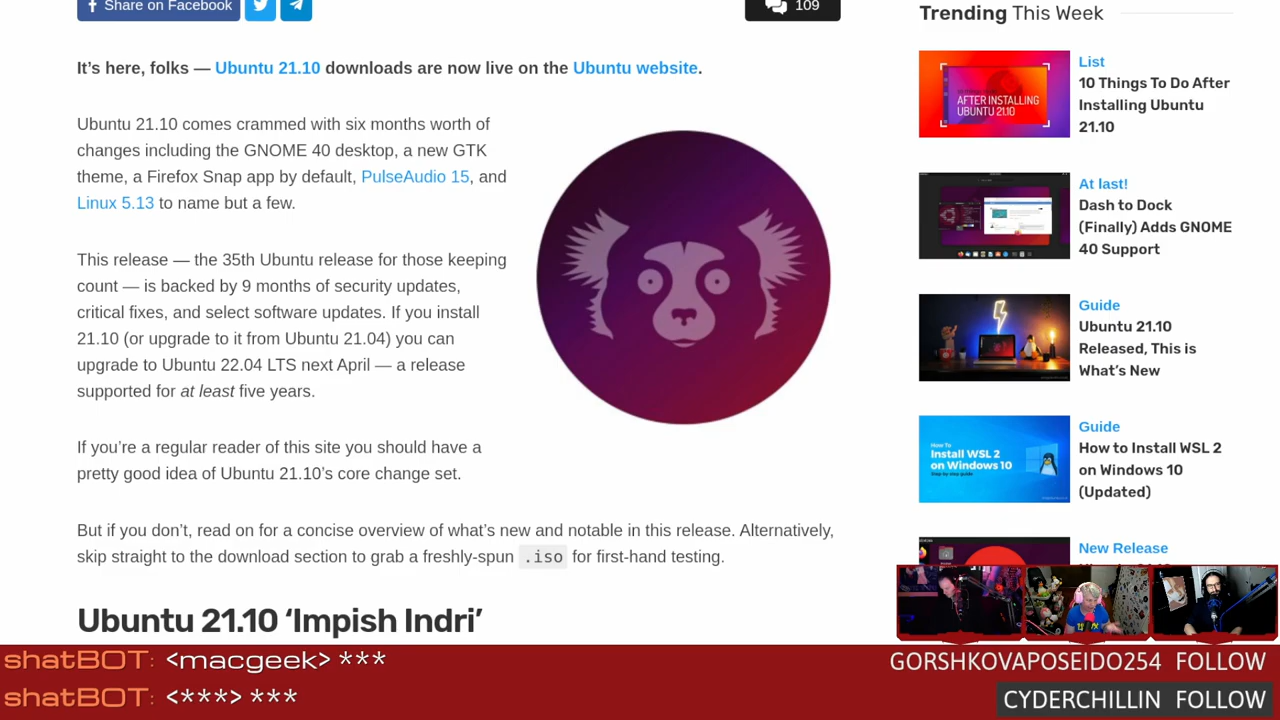 Share on Facebook
109
It's here, folks — Ubuntu 21.10 downloads are now live on the Ubuntu website.
Ubuntu 21.10 comes crammed with six months worth of
changes including the GNOME 40 desktop, a new GTK
theme, a Firefox Snap app by default, PulseAudio 15, and
Linux 5.13 to name but a few.
This release — the 35th Ubuntu release for those keeping
count — is backed by 9 months of security updates,
critical fixes, and select software updates. If you install
21.10 (or upgrade to it from Ubuntu 21.04) you can
upgrade to Ubuntu 22.04 LTS next April — a release
supported for at least five years.
If you're a regular reader of this site you should have a
pretty good idea of Ubuntu 21.10's core change set.
But if you don't, read on for a concise overview of what's new and notable in this release. Alternatively,
skip straight to the download section to grab a freshly-spun .iso for first-hand testing.
Ubuntu 21.10 ‘Impish Indri’
Trending This Week
AFTER INSTALLING
UBUNTU 21.10
List
10 Things To Do After
Installing Ubuntu
21.10
At last!
Dash to Dock
(Finally) Adds GNOME
40 Support
Guide
Ubuntu 21.10
Released, This is
What's New
How To
Install WSL 2
on Windows 10
Step-by-step guide
Guide
How to Install WSL 2
on Windows 10
(Updated)
New Release
shatBOT: <macgeek> ***
shatBOT: <***> ***
GORSHKOVAPOSEIDO254 FOLLOW
CYDERCHILLIN FOLLOW